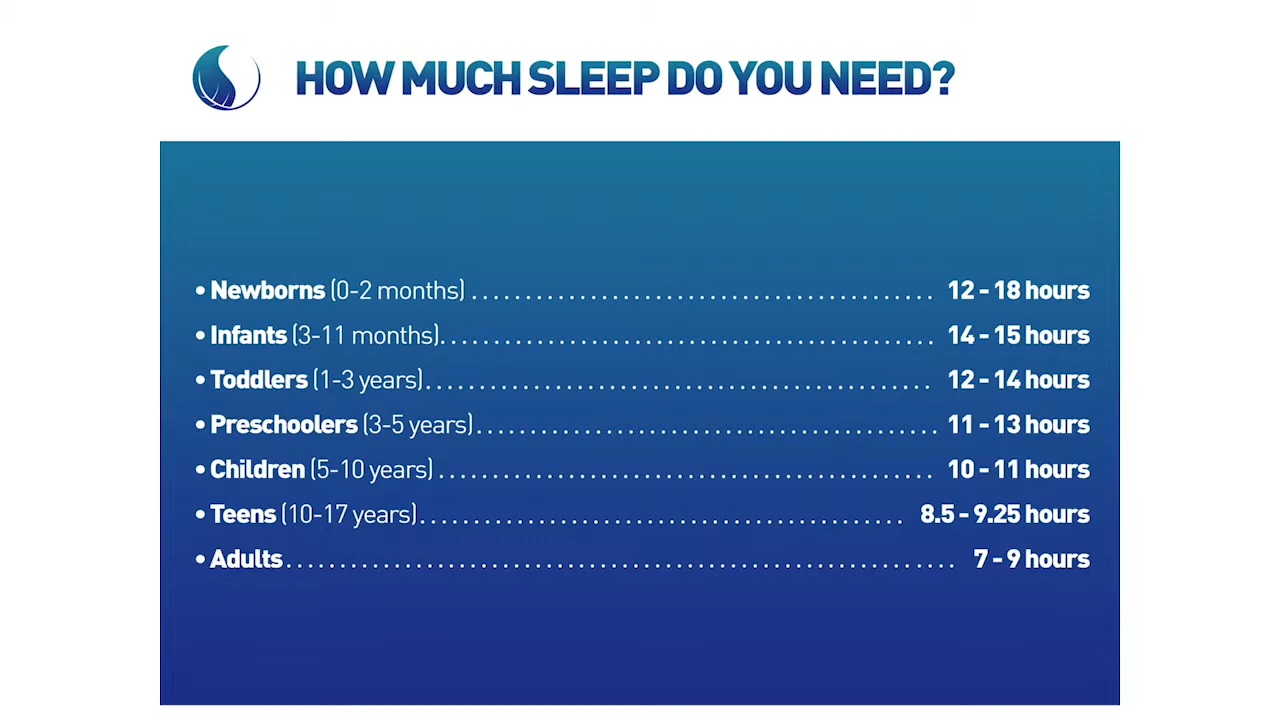 HOW MUCH SLEEP DO YOU NEED?
• Newborns (0-2 months) ........................................... 12 - 18 hours
• Infants (3-11 months).............................................. 14 - 15 hours
• Toddlers (1-3 years)................................................ 12 - 14 hours
• Preschoolers (3-5 years)........................................... 11 - 13 hours
• Children (5-10 years) .............................................. 10 - 11 hours
• Teens (10-17 years).............................................. 8.5 - 9.25 hours
• Adults............................................................... 7 - 9 hours